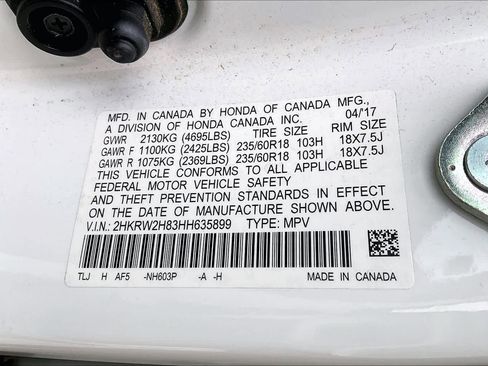 MFD. IN CANADA BY HONDA OF CANADA MFG.,
A DIVISION OF HONDA CANADA INC. 04/'17
GVWR 2130KG (4695LBS) TIRE SIZE RIM SIZE
GAWR F 1100KG (2425LBS) 235/60R18 103H 18X7.5J
GAWR R 1075KG (2369LBS) 235/60R18 103H 18X7.5J
THIS VEHICLE CONFORMS TO ALL APPLICABLE
FEDERAL MOTOR VEHICLE SAFETY
AND THEFT PREVENTION STANDARDS IN EFFECT
ON THE DATE OF MANUFACTURE SHOWN ABOVE.
V.I.N.: 2HKRW2H83HH635899 TYPE: MPV
TLJ H AF5 -NH603P -A -H MADE IN CANADA